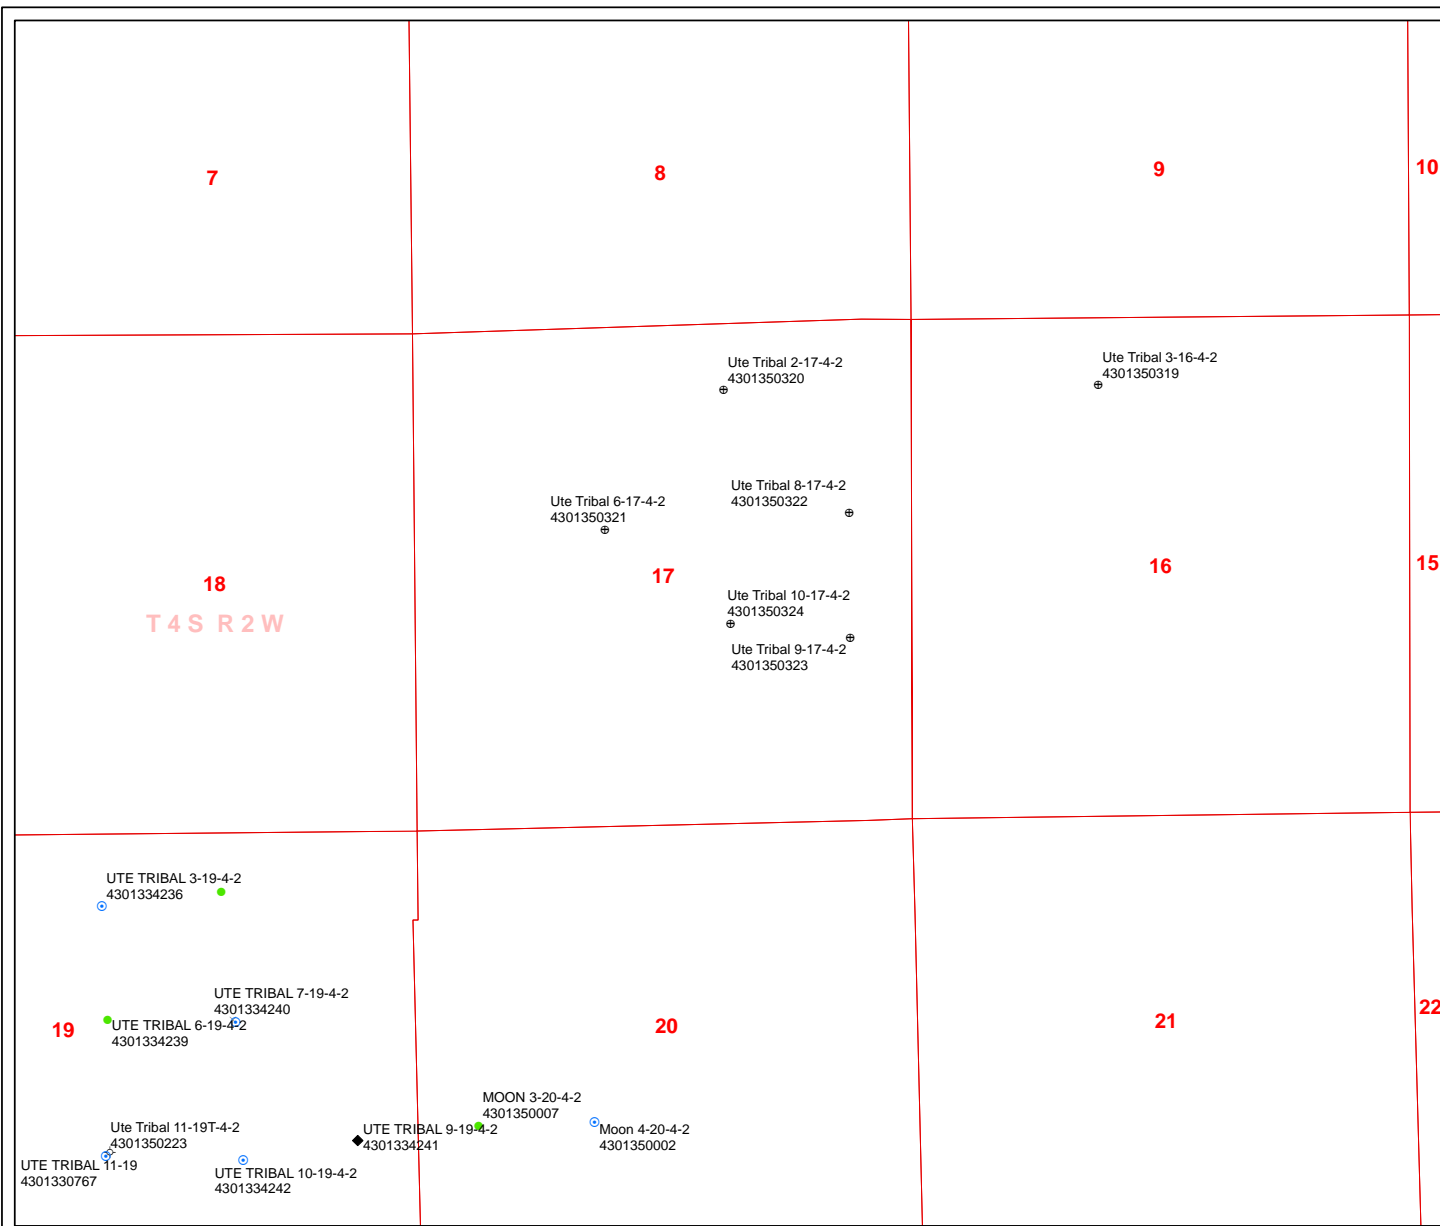 7
8
9
10
Ute Tribal 2-17-4-2
4301350320
Ute Tribal 3-16-4-2
4301350319
Ute Tribal 8-17-4-2
4301350322
Ute Tribal 6-17-4-2
4301350321
18
17
16
15
T 4 S R 2 W
Ute Tribal 10-17-4-2
4301350324
Ute Tribal 9-17-4-2
4301350323
UTE TRIBAL 3-19-4-2
4301334236
UTE TRIBAL 7-19-4-2
4301334240
19
UTE TRIBAL 6-19-4-2
4301334239
20
21
22
MOON 3-20-4-2
4301350007
Ute Tribal 11-19T-4-2
4301350223
UTE TRIBAL 9-19-4-2
4301334241
Moon 4-20-4-2
4301350002
UTE TRIBAL 11-19
4301330767
UTE TRIBAL 10-19-4-2
4301334242